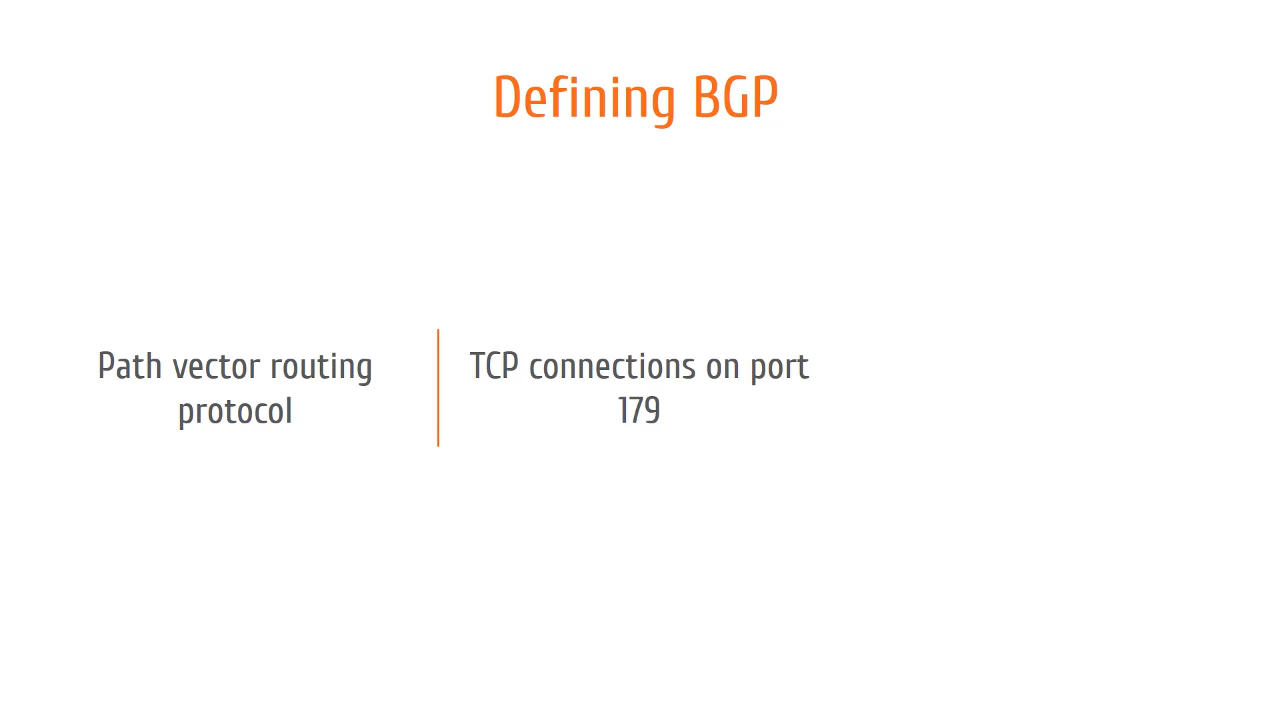 Defining BGP
Path vector routing
protocol
TCP connections on port
179